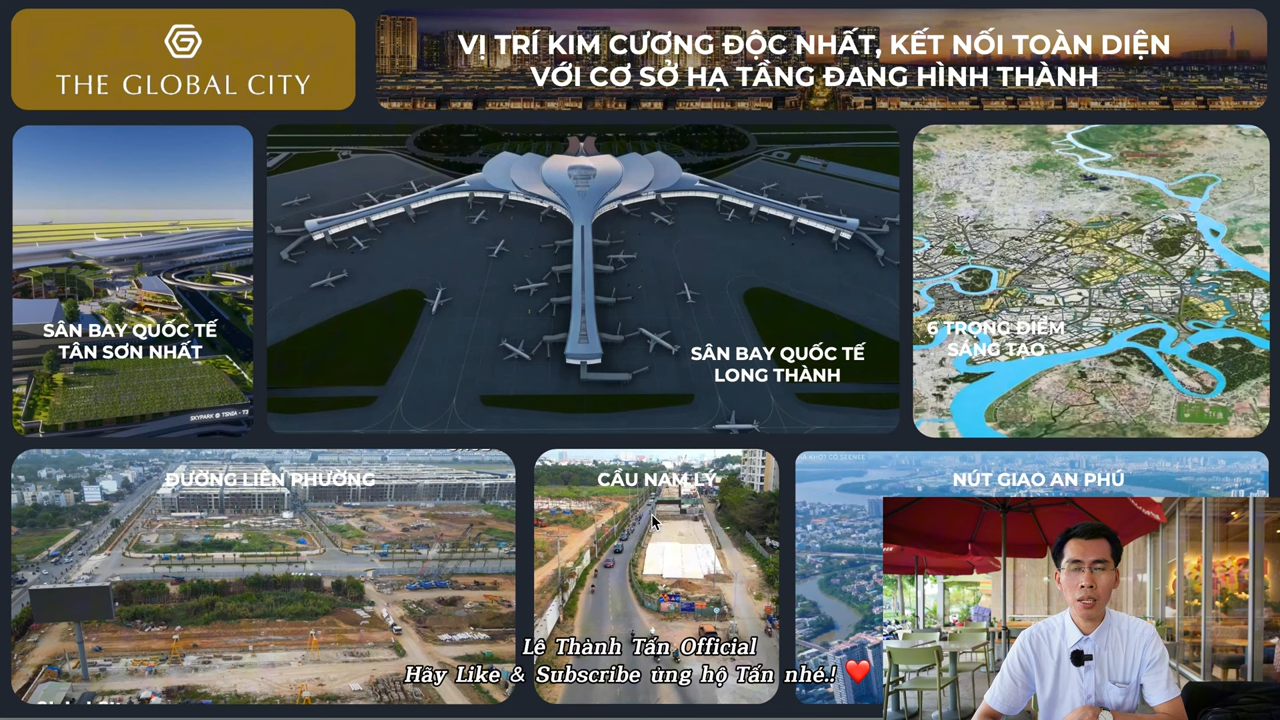 THE GLOBAL CITY
VỊ TRÍ KIM CƯƠNG ĐỘC NHẤT, KẾT NỐI TOÀN DIỆN
VỚI CƠ SỞ HẠ TẦNG ĐANG HÌNH THÀNH
SÂN BAY QUỐC TẾ
TÂN SƠN NHẤT
SKYPARK @ TSNIA - T3
SÂN BAY QUỐC TẾ
LONG THÀNH
6 TRỌNG ĐIỂM
SÁNG TẠO
ĐƯỜNG LIÊN PHƯỜNG
CẦU NAM LÝ
NÚT GIAO AN PHÚ
Lê Thành Tấn Official
Hãy Like & Subscribe ủng hộ Tấn nhé.!